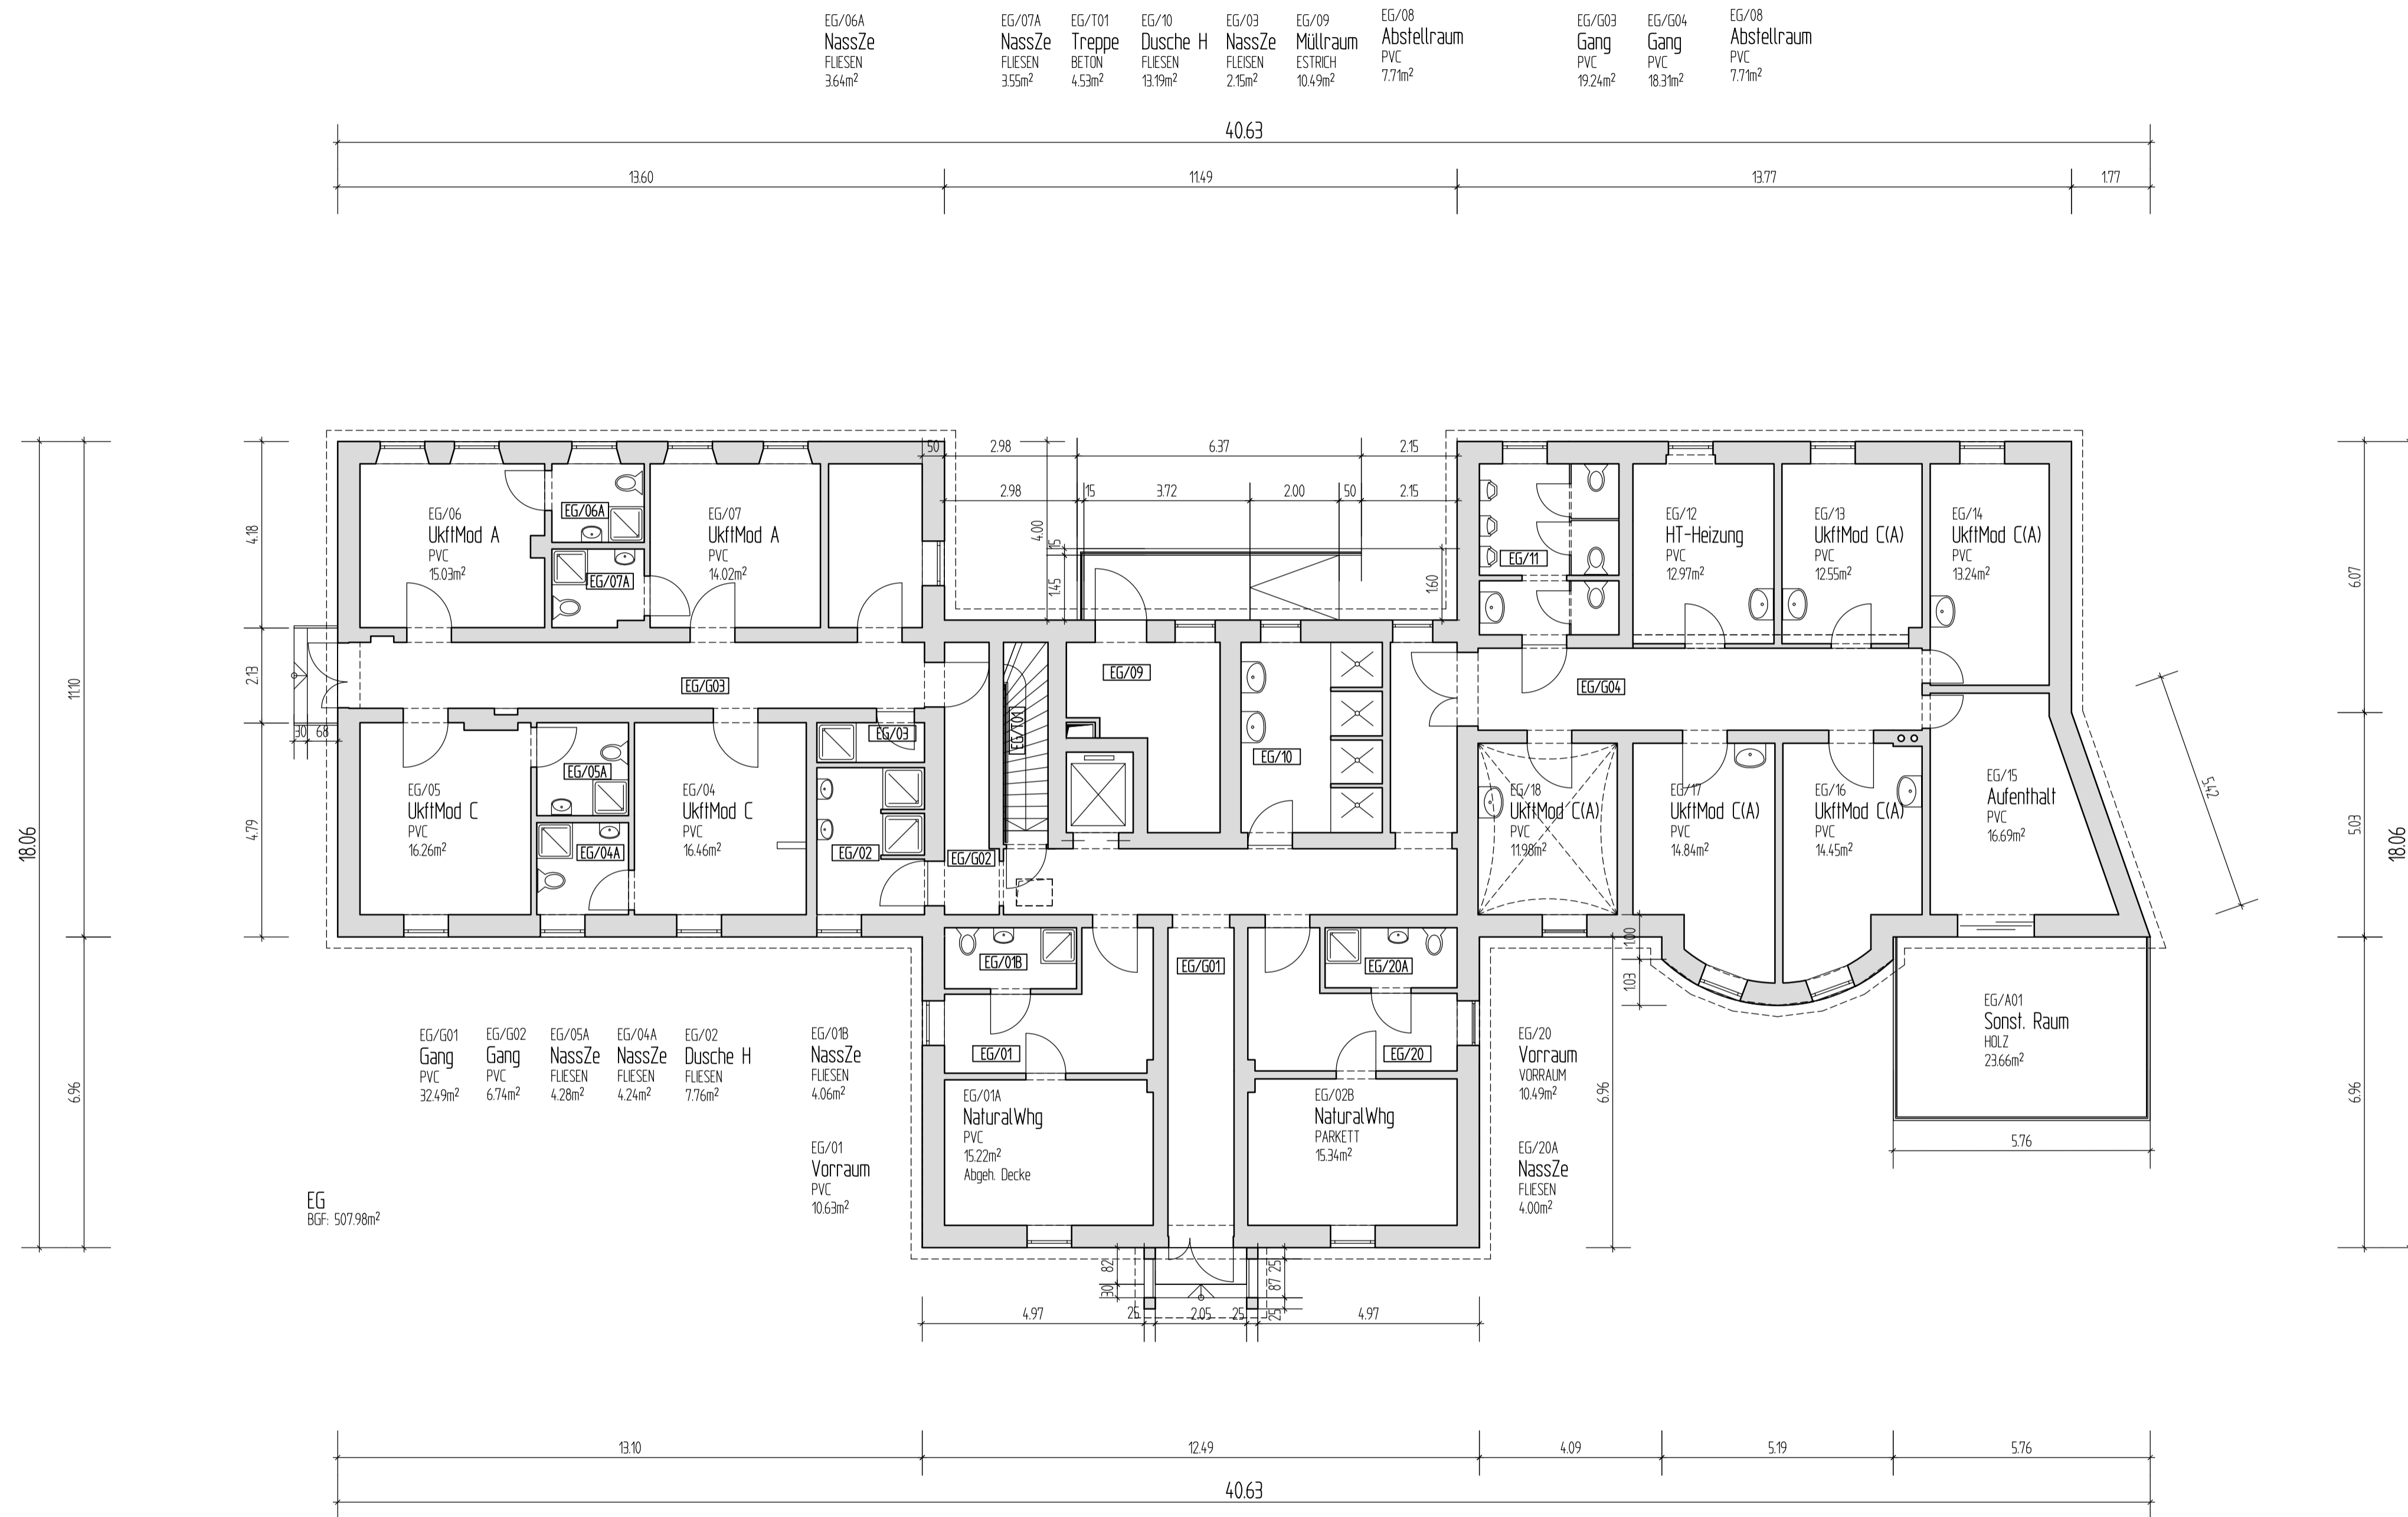 EG/06A
NassZe
FLIESEN
3.64m²
EG/07A
NassZe
FLIESEN
3.55m²
EG/T01
Treppe
BETON
4.53m²
EG/10
Dusche H
FLIESEN
13.19m²
EG/03
NassZe
FLEISEN
2.15m²
EG/09
Müllraum
ESTRICH
10.49m²
EG/08
Abstellraum
PVC
7.71m²
EG/G03
Gang
PVC
19.24m²
EG/G04
Gang
PVC
18.31m²
EG/08
Abstellraum
PVC
7.71m²
40.63
13.60
11.49
13.77
1.77
50
2.98
6.37
2.15
2.98
15
3.72
2.00
50
2.15
4.00
15
1.45
1.60
18.06
11.10
6.96
4.18
2.13
4.79
30
68
EG/06
UkftMod A
PVC
15.03m²
EG/06A
EG/07A
EG/07
UkftMod A
PVC
14.02m²
EG/G03
EG/05
UkftMod C
PVC
16.26m²
EG/05A
EG/04A
EG/04
UkftMod C
PVC
16.46m²
EG/03
EG/02
EG/G02
EG/T01
EG/09
EG/10
EG/11
EG/12
HT-Heizung
PVC
12.97m²
EG/13
UkftMod C(A)
PVC
12.55m²
EG/14
UkftMod C(A)
PVC
13.24m²
EG/G04
EG/18
UkftMod C(A)
PVC
11.98m²
EG/17
UkftMod C(A)
PVC
14.84m²
EG/16
UkftMod C(A)
PVC
14.45m²
EG/15
Aufenthalt
PVC
16.69m²
6.07
5.03
6.96
18.06
5.42
1.00
1.03
6.96
EG/01B
EG/G01
EG/20A
EG/01
EG/20
EG/01A
NaturalWhg
PVC
15.22m²
Abgeh. Decke
EG/02B
NaturalWhg
PARKETT
15.34m²
EG/A01
Sonst. Raum
HOLZ
23.66m²
5.76
EG/G01
Gang
PVC
32.49m²
EG/G02
Gang
PVC
6.74m²
EG/05A
NassZe
FLIESEN
4.28m²
EG/04A
NassZe
FLIESEN
4.24m²
EG/02
Dusche H
FLIESEN
7.76m²
EG/01B
NassZe
FLIESEN
4.06m²
EG/01
Vorraum
PVC
10.63m²
EG/20
Vorraum
VORRAUM
10.49m²
EG/20A
NassZe
FLIESEN
4.00m²
EG
BGF: 507.98m²
82
30
25
87
25
4.97
25
2.05
25
4.97
13.10
12.49
4.09
5.19
5.76
40.63